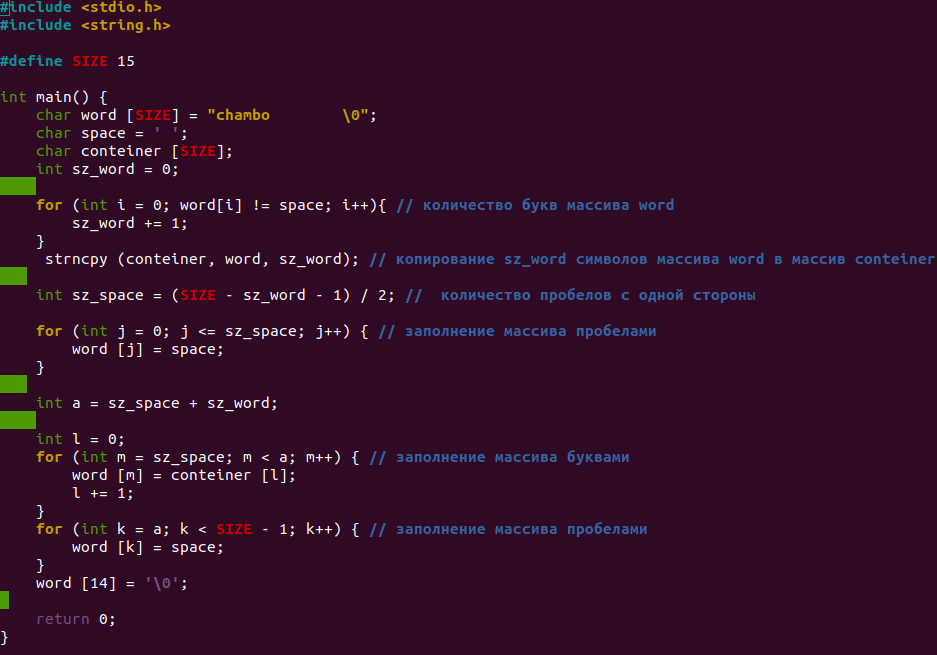 #include <stdio.h>
#include <string.h>
#define SIZE 15
int main() {
    char word [SIZE] = "chambo        \0";
    char space = ' ';
    char conteiner [SIZE];
    int sz_word = 0;
    for (int i = 0; word[i] != space; i++){ // количество букв массива word
        sz_word += 1;
    }
     strncpy (conteiner, word, sz_word); // копирование sz_word символов массива word в массив conteiner
    int sz_space = (SIZE - sz_word - 1) / 2; //  количество пробелов с одной стороны
    for (int j = 0; j <= sz_space; j++) { // заполнение массива пробелами
        word [j] = space;
    }
    int a = sz_space + sz_word;
    int l = 0;
    for (int m = sz_space; m < a; m++) { // заполнение массива буквами
        word [m] = conteiner [l];
        l += 1;
    }
    for (int k = a; k < SIZE - 1; k++) { // заполнение массива пробелами
        word [k] = space;
    }
    word [14] = '\0';
    return 0;
}